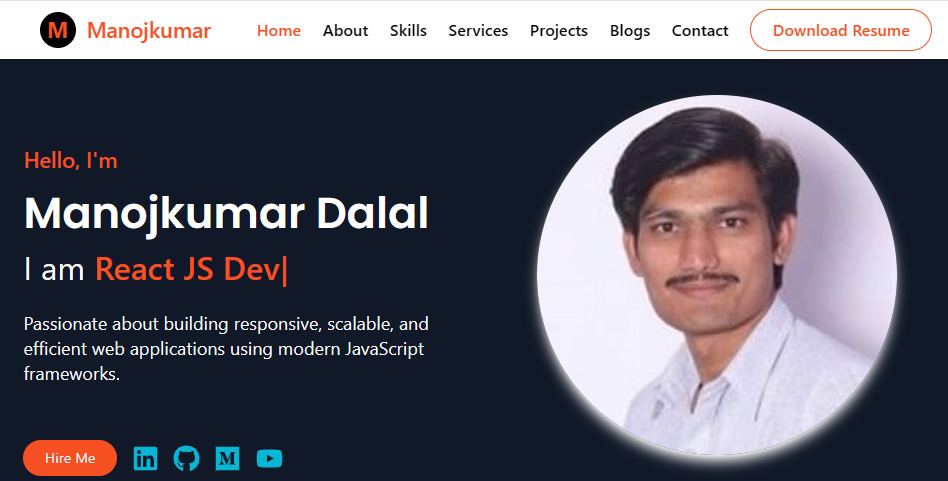 M Manojkumar Home About Skills Services Projects Blogs Contact Download Resume
Hello, I'm
Manojkumar Dalal
I am React JS Dev|
Passionate about building responsive, scalable, and
efficient web applications using modern JavaScript
frameworks.
Hire Me in M